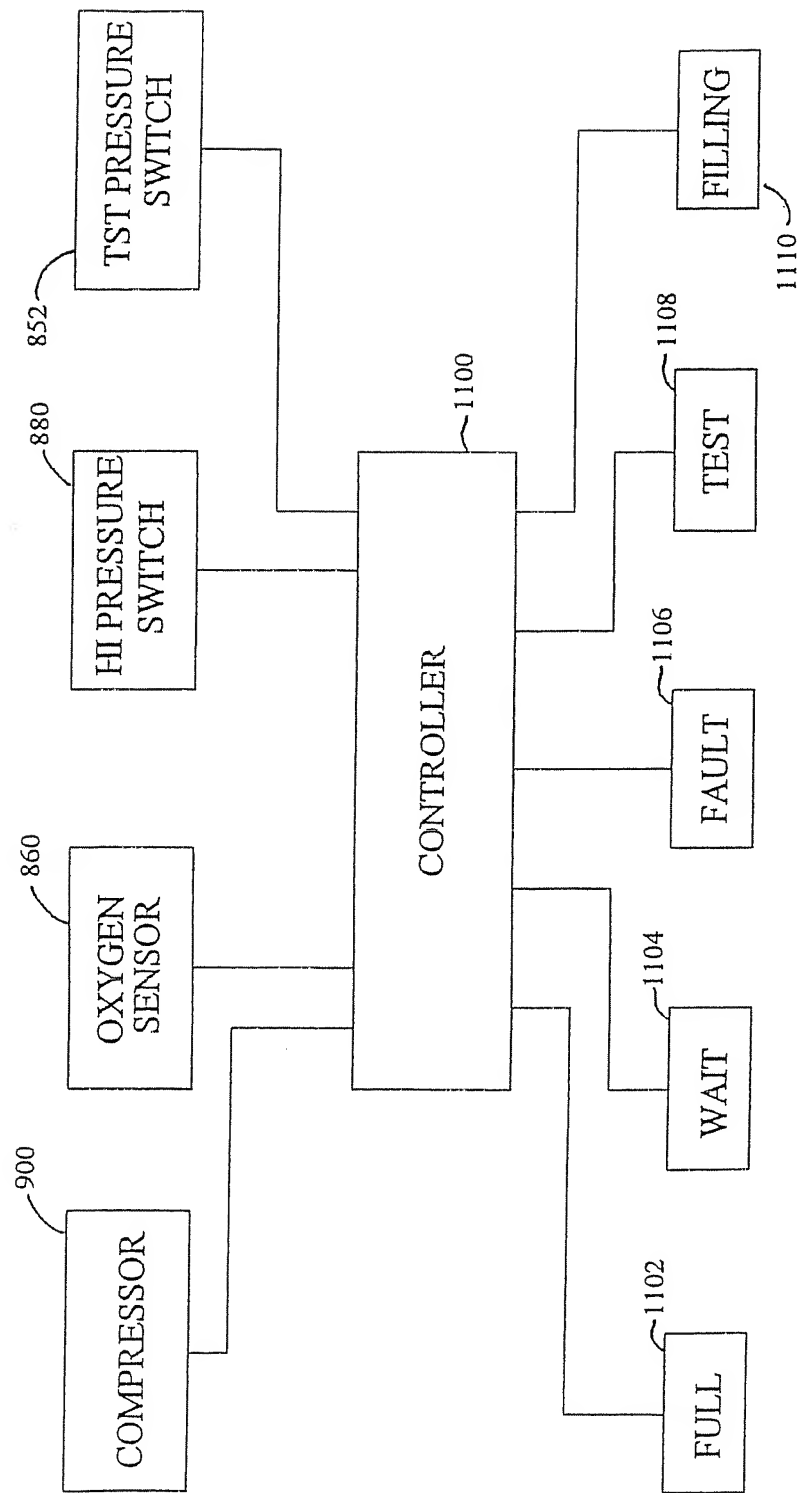 900
COMPRESSOR
860
OXYGEN
SENSOR
880
HI PRESSURE
SWITCH
852
TST PRESSURE
SWITCH
CONTROLLER
1100
1102
FULL
1104
WAIT
1106
FAULT
1108
TEST
FILLING
1110